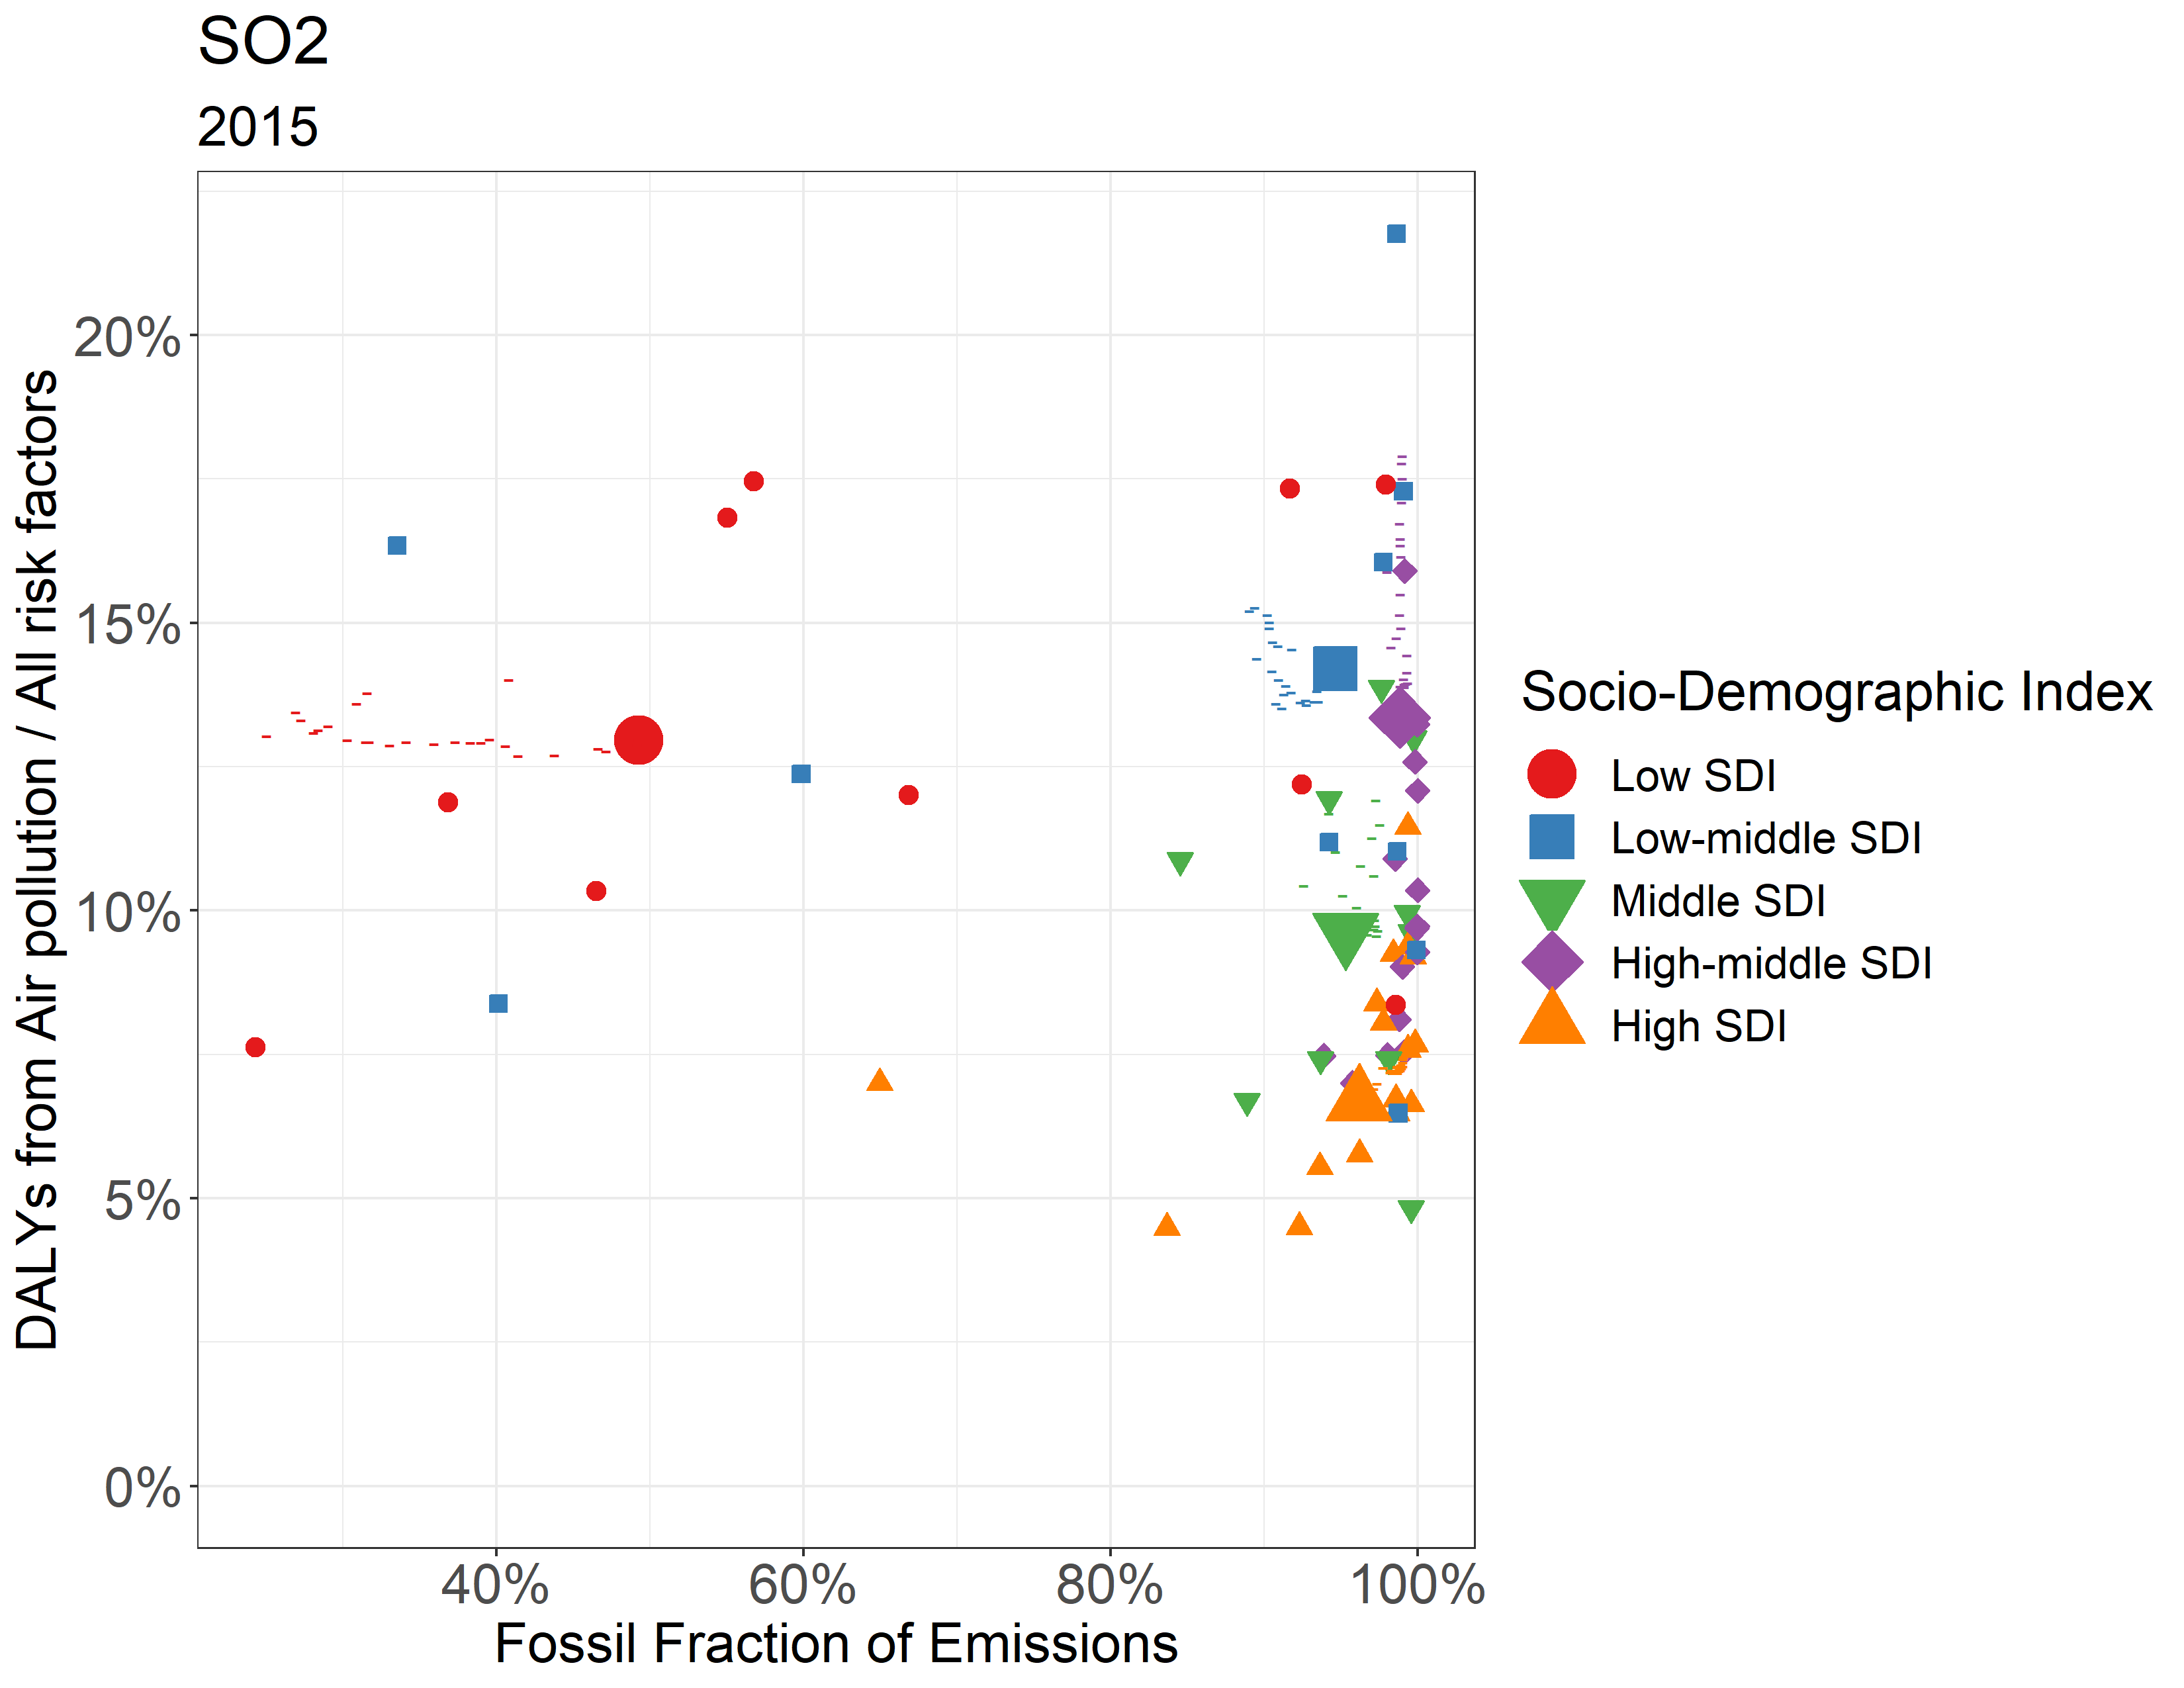 SO2
2015
DALYs from Air pollution / All risk factors
20%
15%
10%
5%
0%
40%
60%
80%
100%
Fossil Fraction of Emissions
Socio-Demographic Index
Low SDI
Low-middle SDI
Middle SDI
High-middle SDI
High SDI